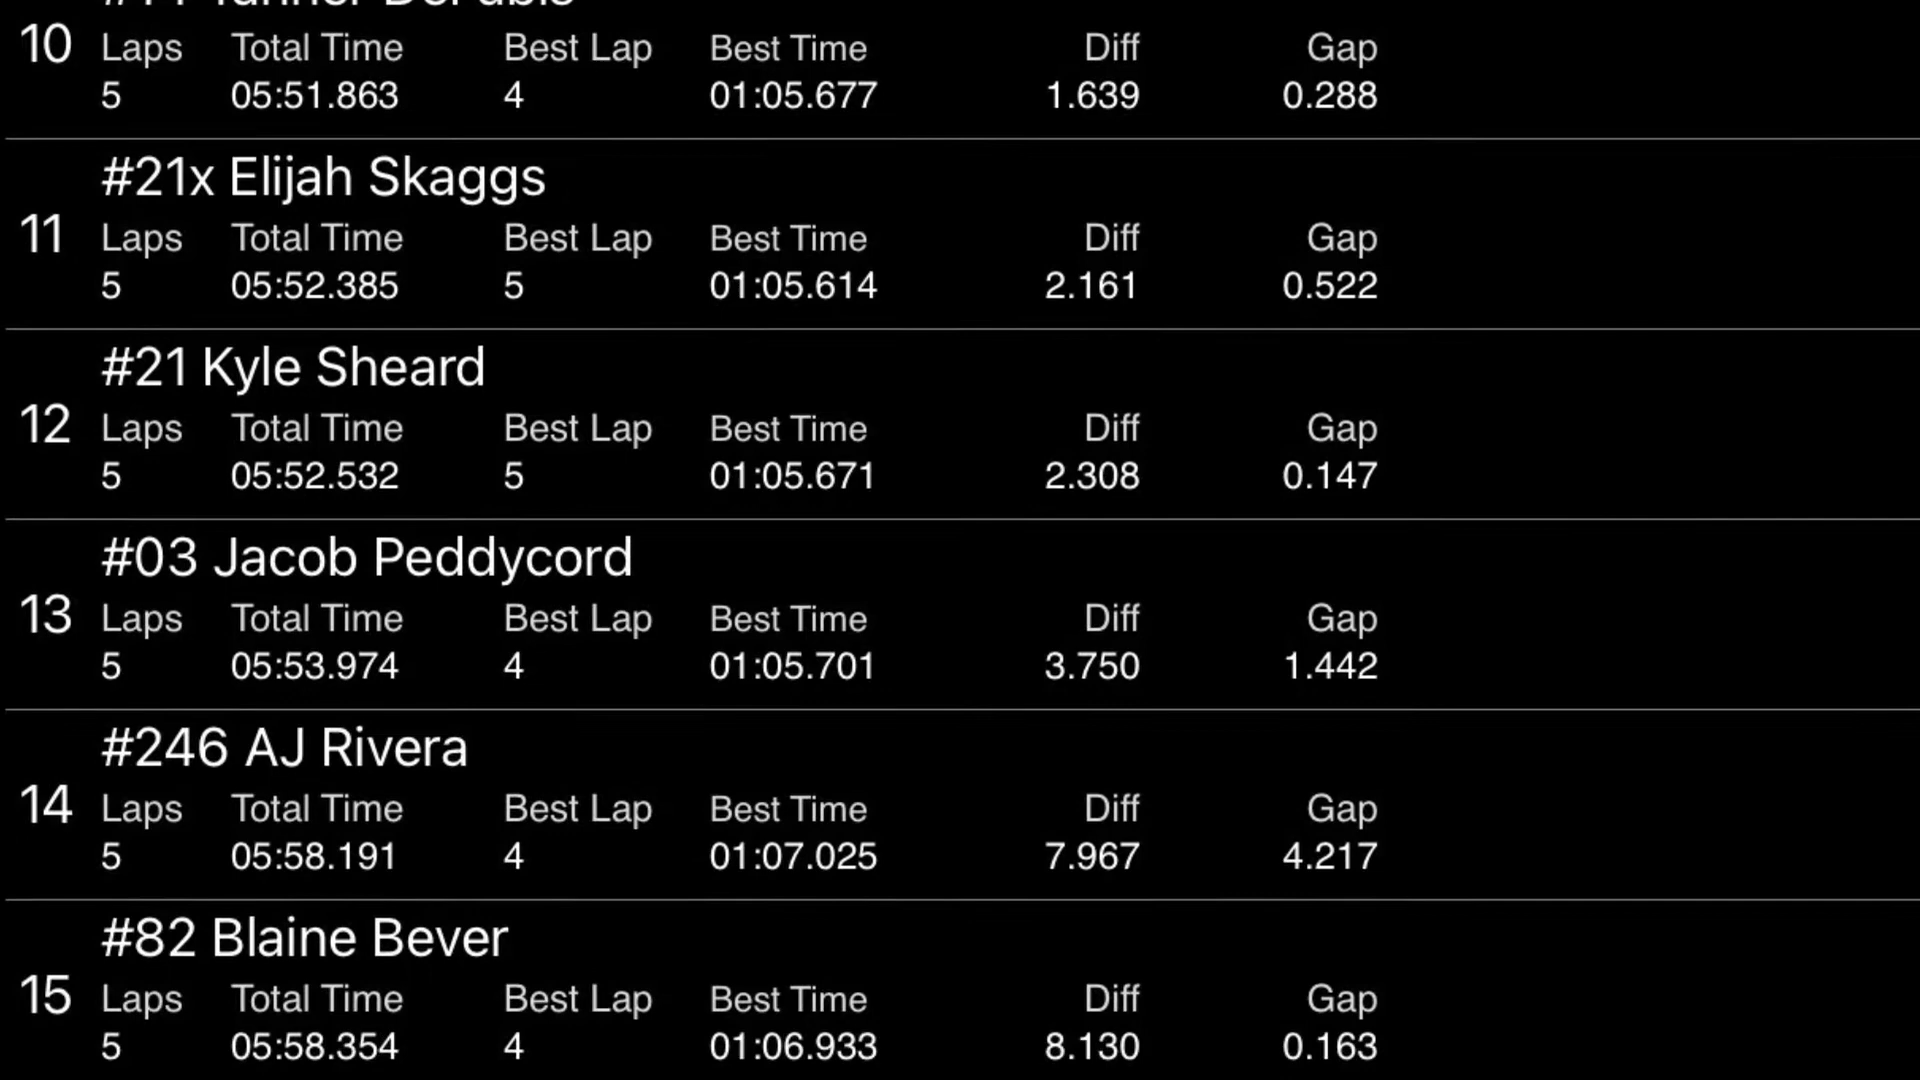 10 Laps Total Time Best Lap Best Time Diff Gap
5 05:51.863 4 01:05.677 1.639 0.288
#21x Elijah Skaggs
11 Laps Total Time Best Lap Best Time Diff Gap
5 05:52.385 5 01:05.614 2.161 0.522
#21 Kyle Sheard
12 Laps Total Time Best Lap Best Time Diff Gap
5 05:52.532 5 01:05.671 2.308 0.147
#03 Jacob Peddycord
13 Laps Total Time Best Lap Best Time Diff Gap
5 05:53.974 4 01:05.701 3.750 1.442
#246 AJ Rivera
14 Laps Total Time Best Lap Best Time Diff Gap
5 05:58.191 4 01:07.025 7.967 4.217
#82 Blaine Bever
15 Laps Total Time Best Lap Best Time Diff Gap
5 05:58.354 4 01:06.933 8.130 0.163